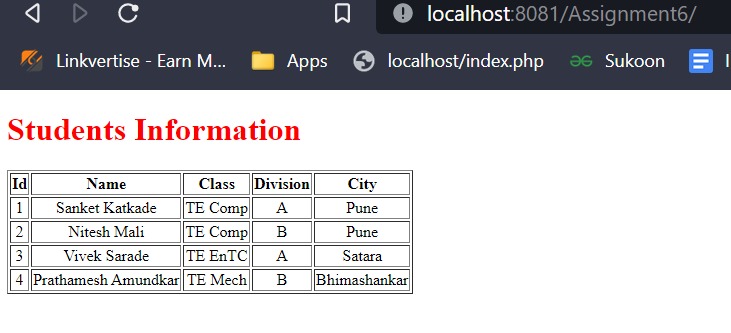 localhost:8081/Assignment6/
Linkvertise - Earn M... Apps localhost/index.php Sukoon
Students Information
Id Name Class Division City
1 Sanket Katkade TE Comp A Pune
2 Nitesh Mali TE Comp B Pune
3 Vivek Sarade TE EnTC A Satara
4 Prathamesh Amundkar TE Mech B Bhimashankar